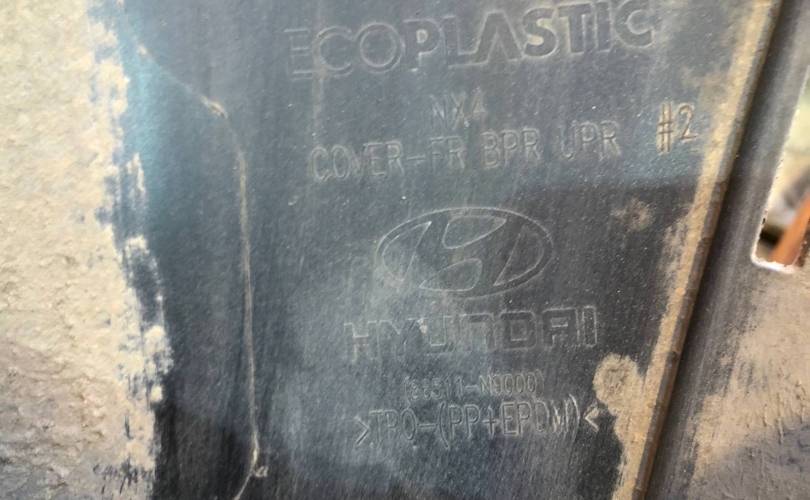 ECOPLASTIC
NX4
COVER-FR BPR UPR #2
HYUNDAI
(86511-N9000)
>TPO-(PP+EPDM)<